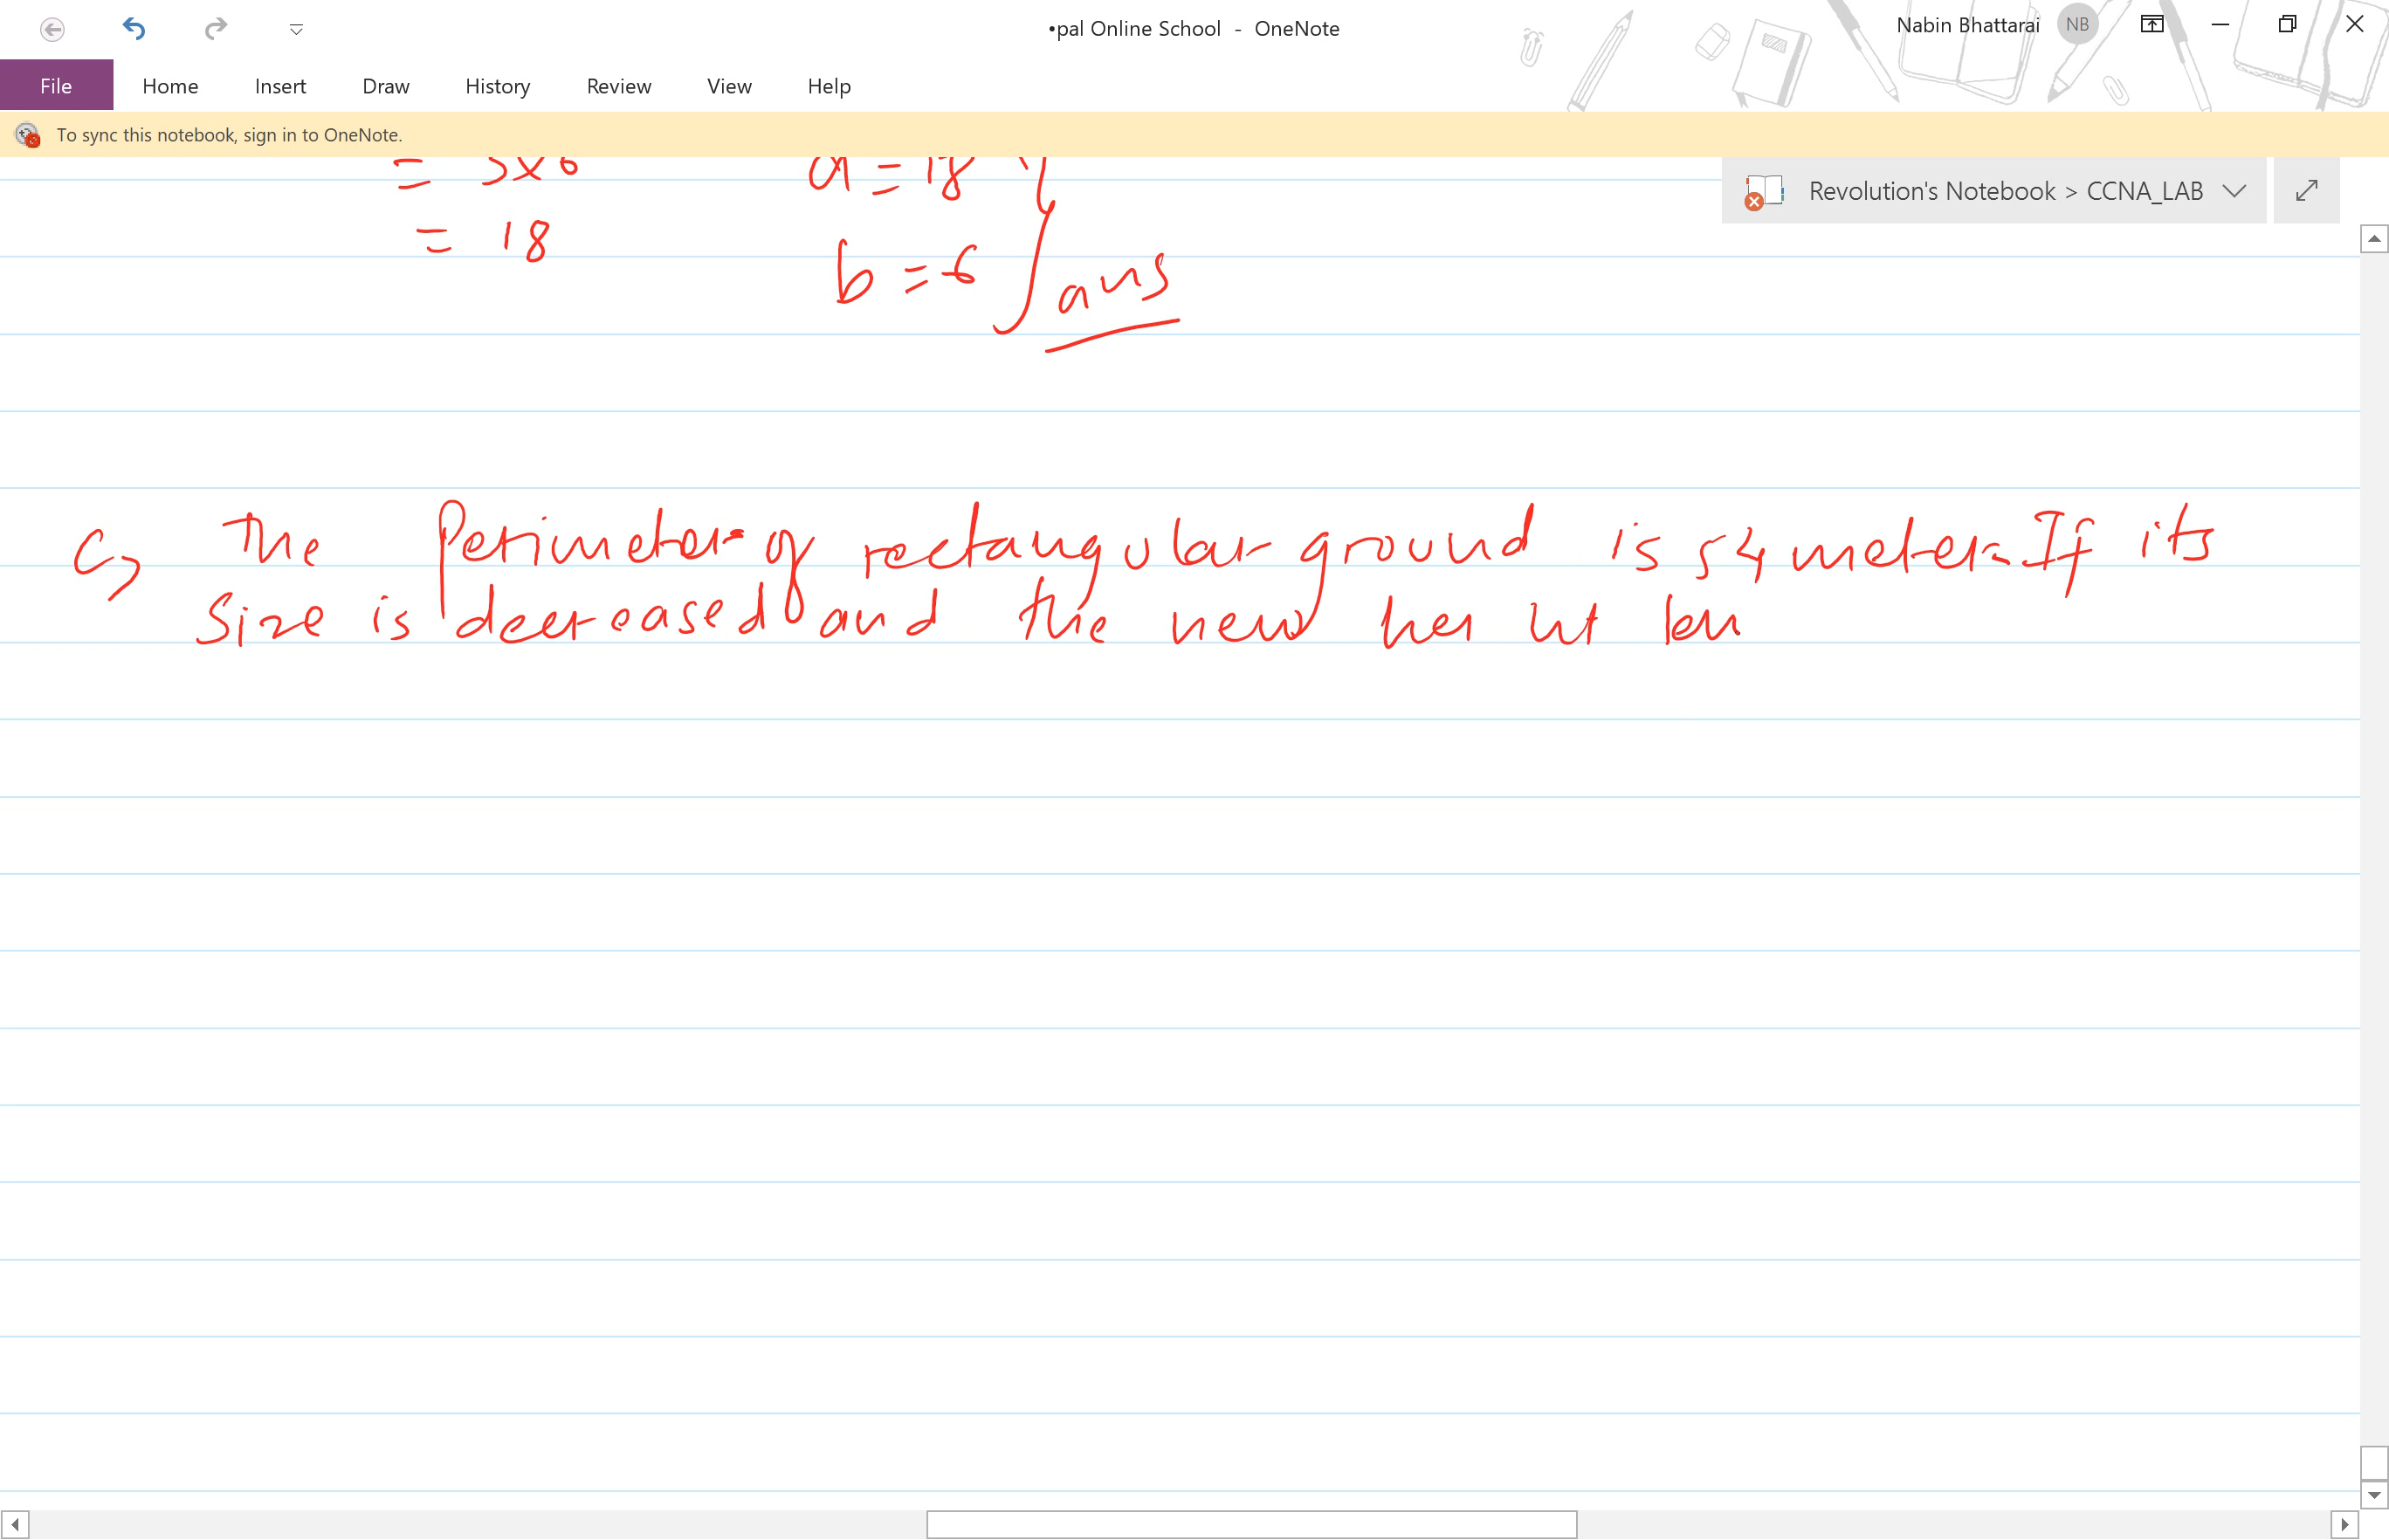 •pal Online School - OneNote
Nabin Bhattarai NB
File Home Insert Draw History Review View Help
To sync this notebook, sign in to OneNote.
Revolution's Notebook > CCNA_LAB
= 3x6 a = 18
= 18 b = 6 ans
C> The Perimeter of rectangular ground is 54 meter. If its
Size is decreased and the new